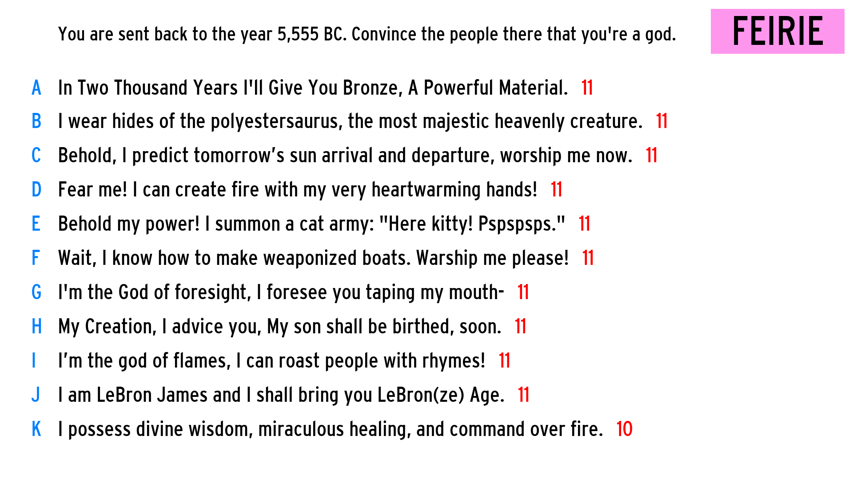 You are sent back to the year 5,555 BC. Convince the people there that you're a god.
FEIRIE
A In Two Thousand Years I'll Give You Bronze, A Powerful Material. 11
B I wear hides of the polyestersaurus, the most majestic heavenly creature. 11
C Behold, I predict tomorrow’s sun arrival and departure, worship me now. 11
D Fear me! I can create fire with my very heartwarming hands! 11
E Behold my power! I summon a cat army: "Here kitty! Pspspsps." 11
F Wait, I know how to make weaponized boats. Warship me please! 11
G I'm the God of foresight, I foresee you taping my mouth- 11
H My Creation, I advice you, My son shall be birthed, soon. 11
I I’m the god of flames, I can roast people with rhymes! 11
J I am LeBron James and I shall bring you LeBron(ze) Age. 11
K I possess divine wisdom, miraculous healing, and command over fire. 10